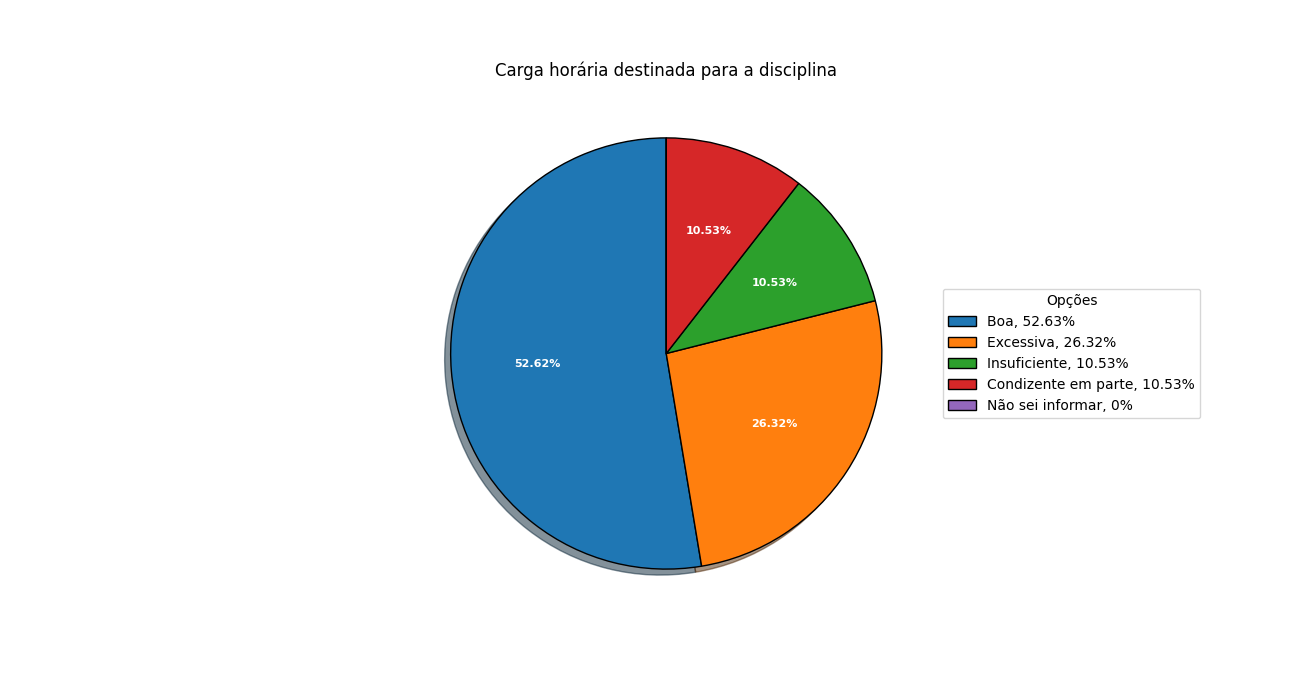 Carga horária destinada para a disciplina
10.53%
10.53%
52.62%
26.32%
Opções
Boa, 52.63%
Excessiva, 26.32%
Insuficiente, 10.53%
Condizente em parte, 10.53%
Não sei informar, 0%